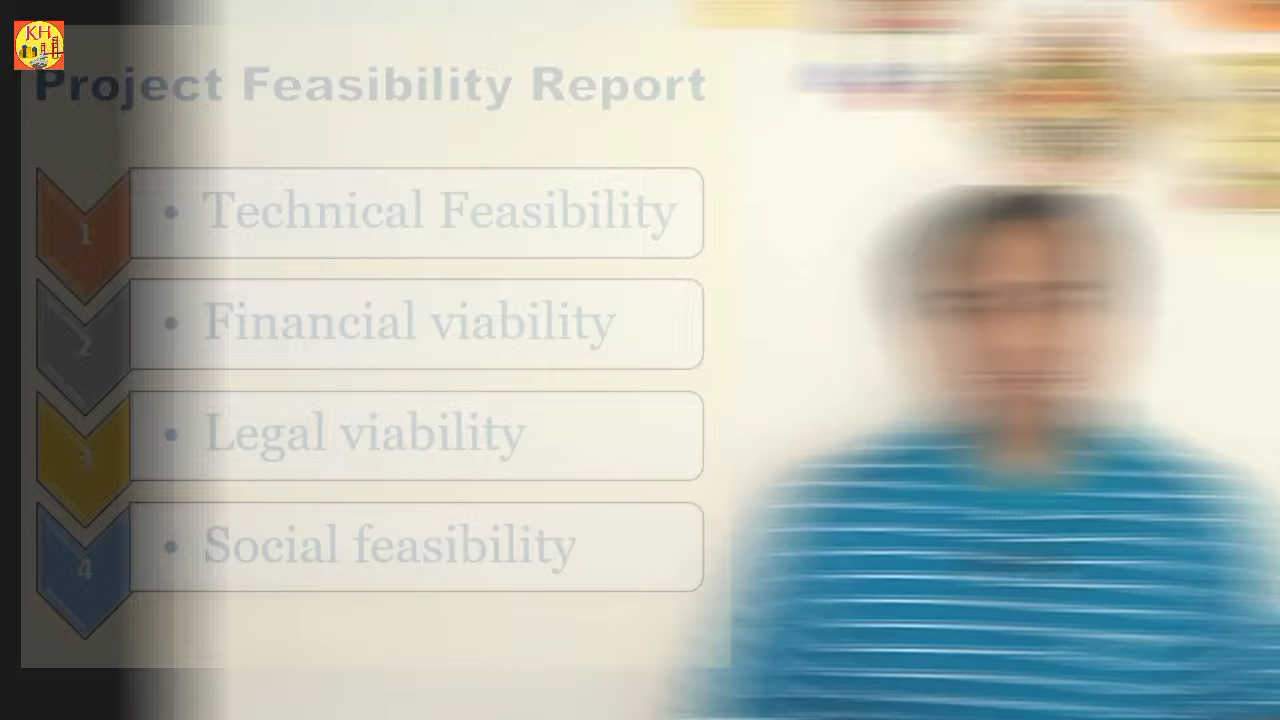 KH
Project Feasibility Report
1
• Technical Feasibility
2
• Financial viability
3
• Legal viability
4
• Social feasibility